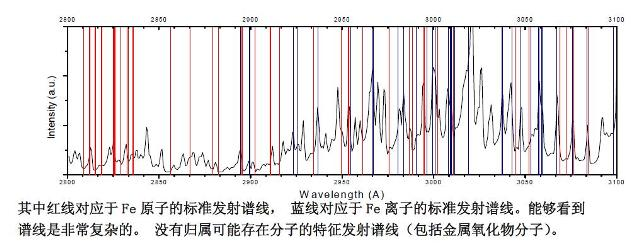 2800 2850 2900 2950 3000 3050 3100
Intensity (a.u.)
2800 2850 2900 2950 3000 3050 3100
Wavelength (A)
其中红线对应于 Fe 原子的标准发射谱线， 蓝线对应于 Fe 离子的标准发射谱线。能够看到
谱线是非常复杂的。 没有归属可能存在分子的特征发射谱线（包括金属氧化物分子）。